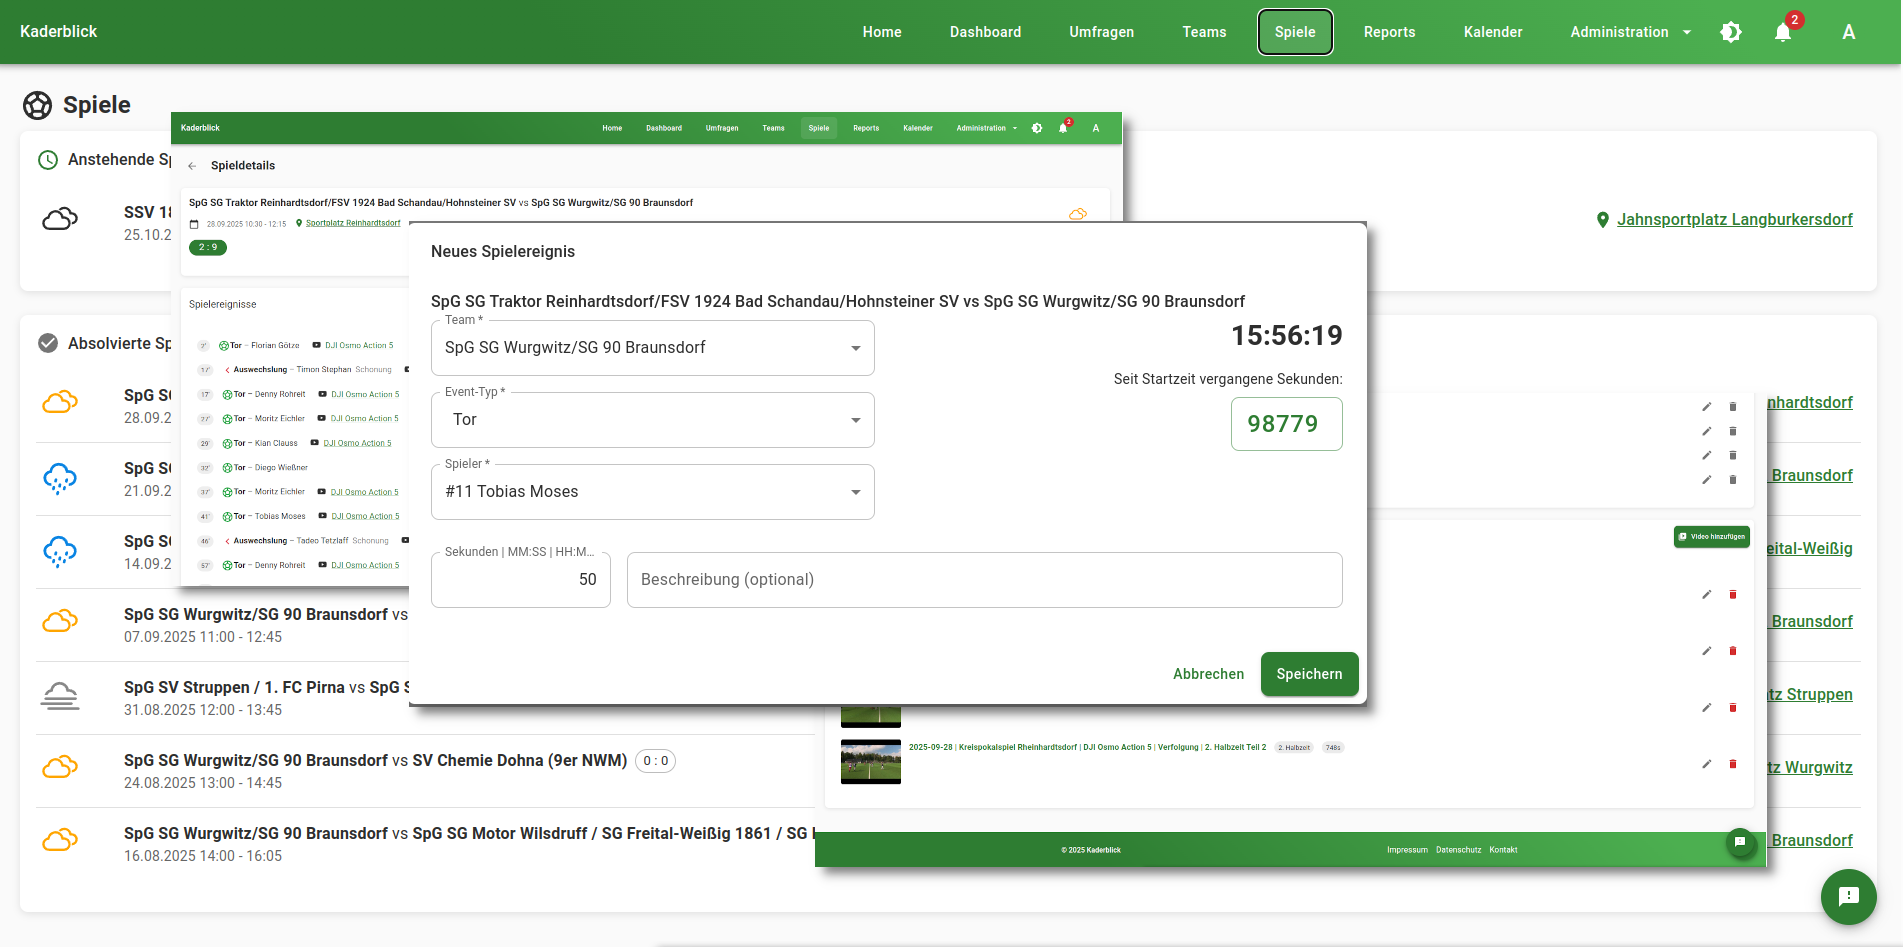 Kaderblick
Home
Dashboard
Umfragen
Teams
Spiele
Reports
Kalender
Administration
2
A
Spiele
Anstehende Sp
SSV 18
25.10.2
Jahnsportplatz Langburkersdorf
Absolvierte Sp
SpG S
28.09.2
nhardtsdorf
SpG S
21.09.2
Braunsdorf
SpG S
14.09.2
eital-Weißig
SpG SG Wurgwitz/SG 90 Braunsdorf vs
07.09.2025 11:00 - 12:45
Braunsdorf
SpG SV Struppen / 1. FC Pirna vs SpG S
31.08.2025 12:00 - 13:45
tz Struppen
SpG SG Wurgwitz/SG 90 Braunsdorf vs SV Chemie Dohna (9er NWM) 0 : 0
24.08.2025 13:00 - 14:45
tz Wurgwitz
SpG SG Wurgwitz/SG 90 Braunsdorf vs SpG SG Motor Wilsdruff / SG Freital-Weißig 1861 / SG
16.08.2025 14:00 - 16:05
Braunsdorf
Kaderblick
Home
Dashboard
Umfragen
Teams
Spiele
Reports
Kalender
Administration
2
A
Spieldetails
SpG SG Traktor Reinhardtsdorf/FSV 1924 Bad Schandau/Hohnsteiner SV vs SpG SG Wurgwitz/SG 90 Braunsdorf
28.09.2025 10:30 - 12:15 Sportplatz Reinhardtsdorf
2 : 9
Spielereignisse
2' Tor – Florian Götze DJI Osmo Action 5
17' Auswechslung – Timon Stephan Schonung
17' Tor – Denny Rohreit DJI Osmo Action 5
27' Tor – Moritz Eichler DJI Osmo Action 5
29' Tor – Kian Clauss DJI Osmo Action 5
32' Tor – Diego Wießner
37' Tor – Moritz Eichler DJI Osmo Action 5
41' Tor – Tobias Moses DJI Osmo Action 5
46' Auswechslung – Tadeo Tetzlaff Schonung
57' Tor – Denny Rohreit DJI Osmo Action 5
Neues Spielereignis
SpG SG Traktor Reinhardtsdorf/FSV 1924 Bad Schandau/Hohnsteiner SV vs SpG SG Wurgwitz/SG 90 Braunsdorf
Team *
SpG SG Wurgwitz/SG 90 Braunsdorf
15:56:19
Seit Startzeit vergangene Sekunden:
98779
Event-Typ *
Tor
Spieler *
#11 Tobias Moses
Sekunden | MM:SS | HH:M...
50
Beschreibung (optional)
Abbrechen
Speichern
Video hinzufügen
2025-09-28 | Kreispokalspiel Rheinhardtsdorf | DJI Osmo Action 5 | Verfolgung | 2. Halbzeit Teil 2 2. Halbzeit 748s
© 2025 Kaderblick
Impressum Datenschutz Kontakt